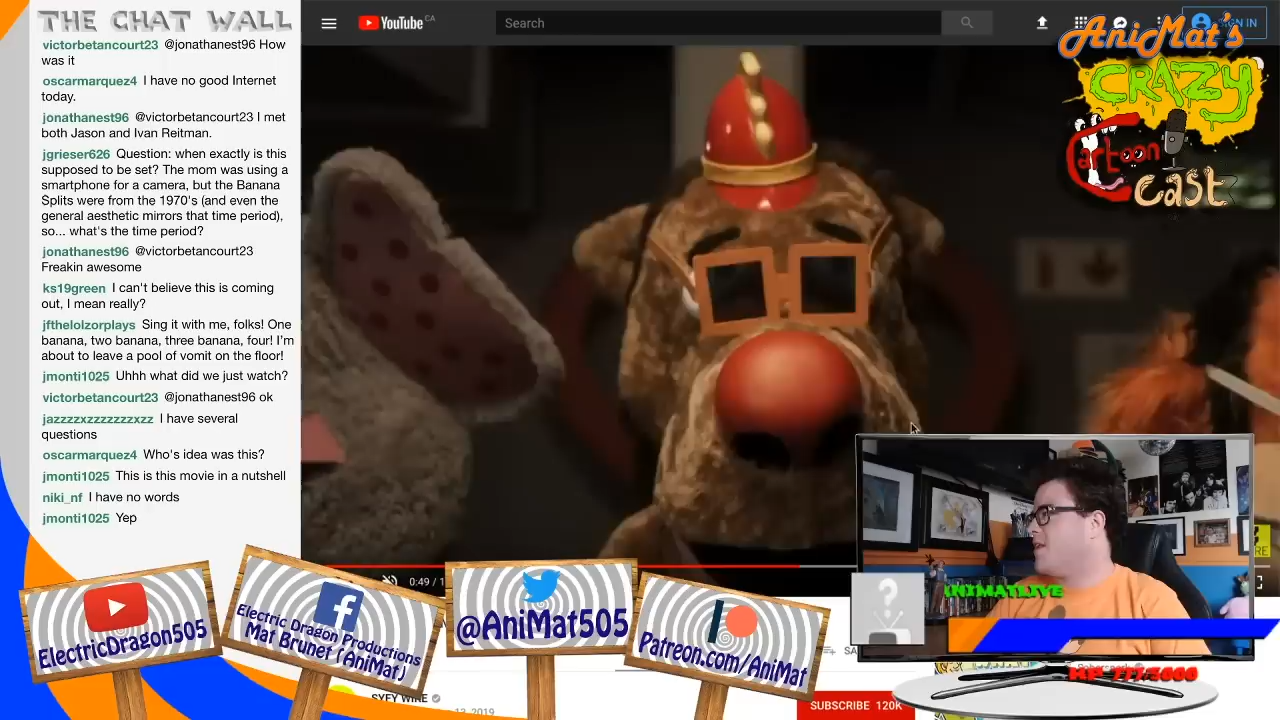 THE CHAT WALL
victorbetancourt23 @jonathanest96 How
was it
oscarmarquez4 I have no good Internet
today.
jonathanest96 @victorbetancourt23 I met
both Jason and Ivan Reitman.
jgrieser626 Question: when exactly is this
supposed to be set? The mom was using a
smartphone for a camera, but the Banana
Splits were from the 1970's (and even the
general aesthetic mirrors that time period),
so... what's the time period?
jonathanest96 @victorbetancourt23
Freakin awesome
ks19green I can't believe this is coming
out, I mean really?
jfthelolzorplays Sing it with me, folks! One
banana, two banana, three banana, four! I'm
about to leave a pool of vomit on the floor!
jmonti1025 Uhhh what did we just watch?
victorbetancourt23 @jonathanest96 ok
jazzzzxzzzzzzxzz I have several
questions
oscarmarquez4 Who's idea was this?
jmonti1025 This is this movie in a nutshell
niki_nf I have no words
jmonti1025 Yep
YouTube CA
Search
SIGN IN
AniMat's
CRAZY
Cartoon
Cast
0:49 / 1
ANIMATLIVE
HP 777/5000
ElectricDragon505
Electric Dragon Productions
Mat Brunet (AniMat)
@AniMat505
Patreon.com/AniMat
SYFY WIRE
13, 2019
SUBSCRIBE 120K